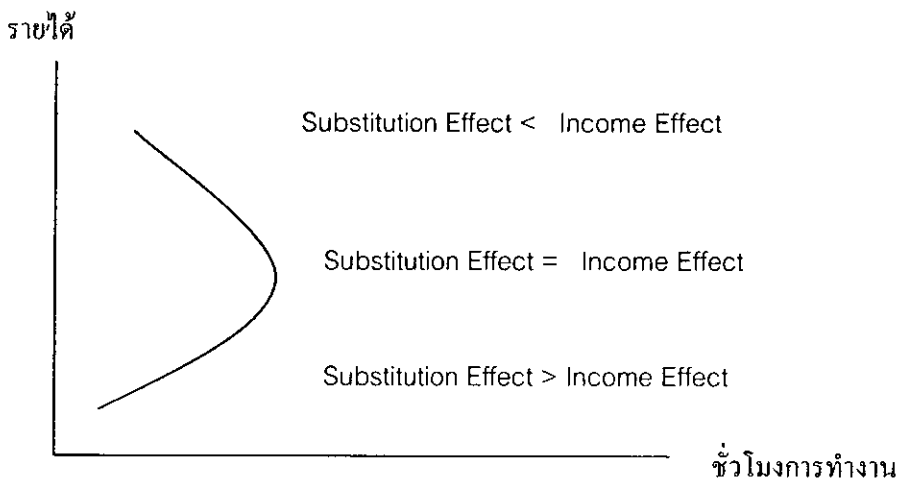 รายได้
Substitution Effect < Income Effect
Substitution Effect = Income Effect
Substitution Effect > Income Effect
ชั่วโมงการทำงาน